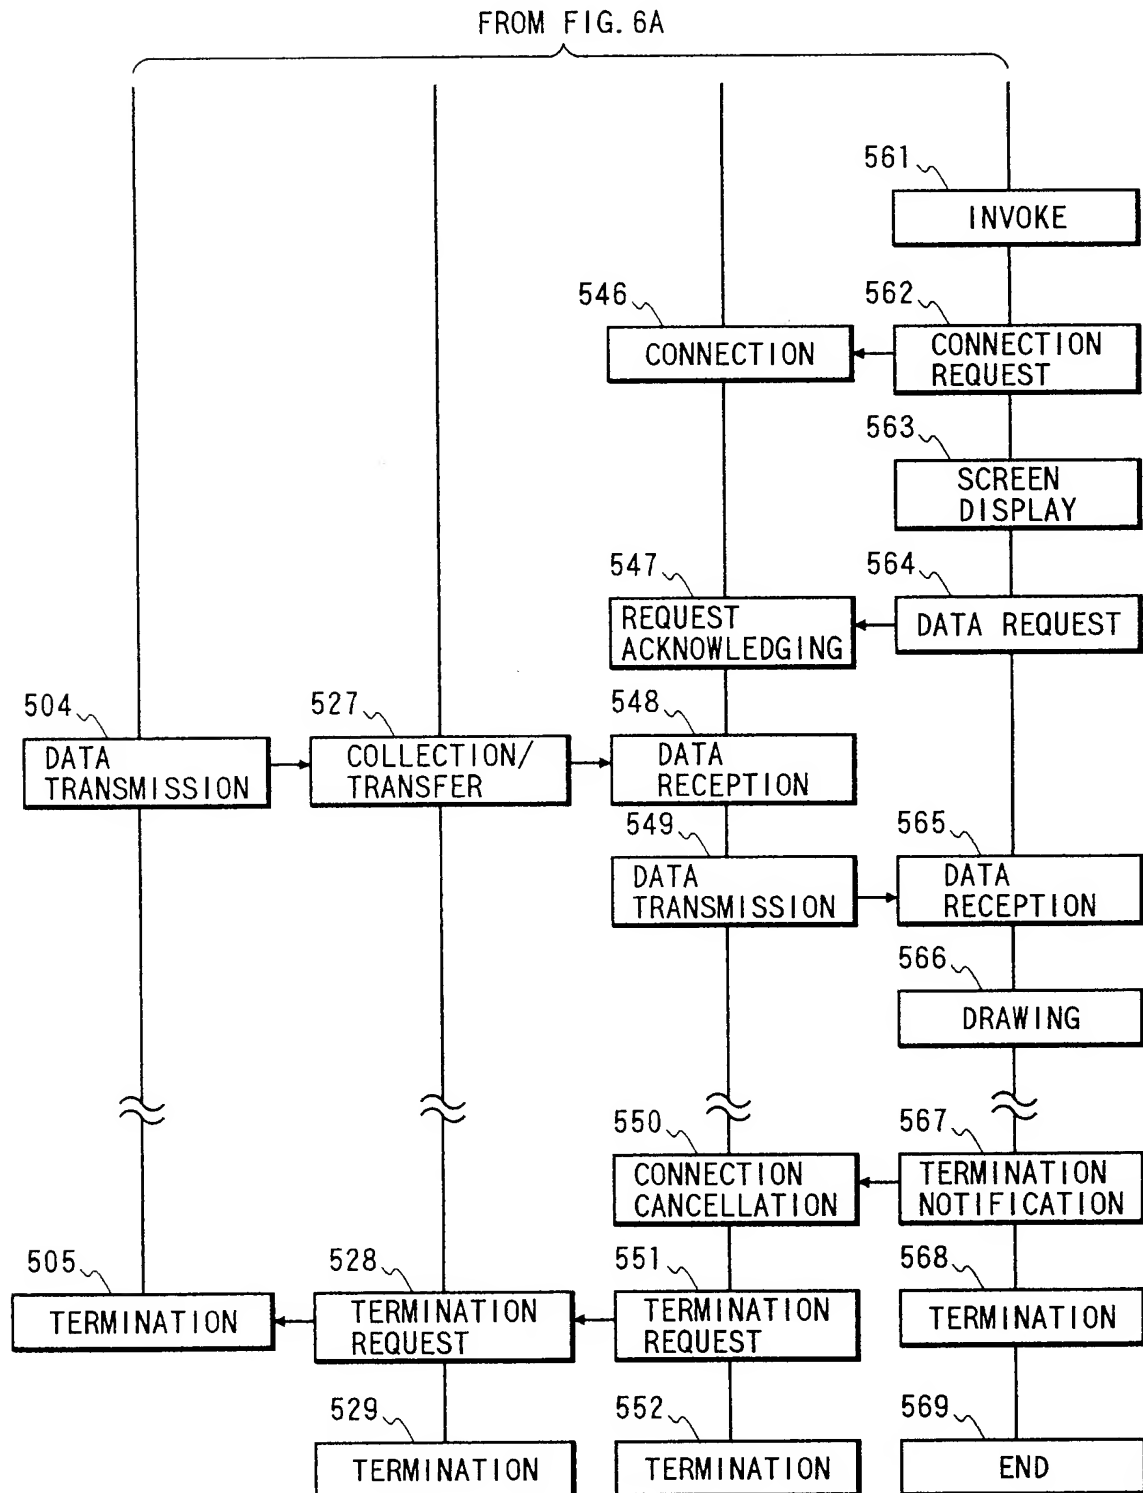 FROM FIG. 6A
561
INVOKE
546
562
CONNECTION
CONNECTION
REQUEST
563
SCREEN
DISPLAY
547
564
REQUEST
ACKNOWLEDGING
DATA REQUEST
504
527
548
DATA
TRANSMISSION
COLLECTION/
TRANSFER
DATA
RECEPTION
549
565
DATA
TRANSMISSION
DATA
RECEPTION
566
DRAWING
550
567
CONNECTION
CANCELLATION
TERMINATION
NOTIFICATION
505
528
551
568
TERMINATION
TERMINATION
REQUEST
TERMINATION
REQUEST
TERMINATION
529
552
569
TERMINATION
TERMINATION
END